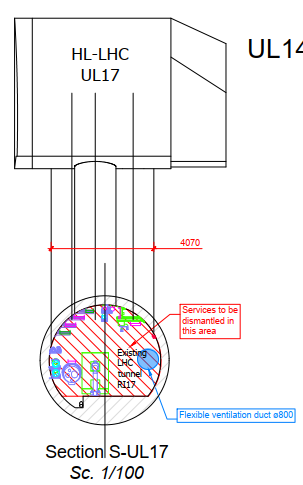 HL-LHC
UL17
UL14
4070
Services to be
dismantled in
this area
Existing
LHC
tunnel
RI17
Flexible ventilation duct ø800
Section S-UL17
Sc. 1/100